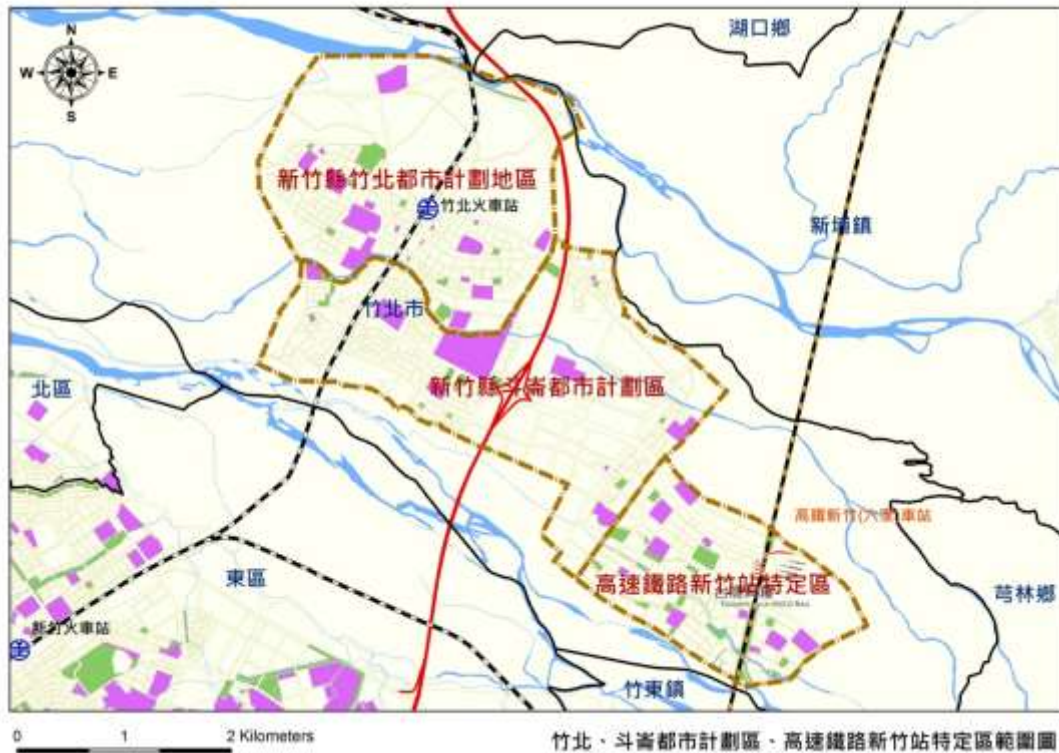 湖口鄉
N
W E
S
新竹縣竹北都市計劃地區
竹北火車站
新埔鎮
竹北市
新竹縣斗崙都市計劃區
北區
高鐵新竹(六家)車站
東區
高速鐵路新竹站特定區
芎林鄉
新竹火車站
竹東鎮
0 1 2 Kilometers
竹北、斗崙都市計劃區、高速鐵路新竹站特定區範圍圖